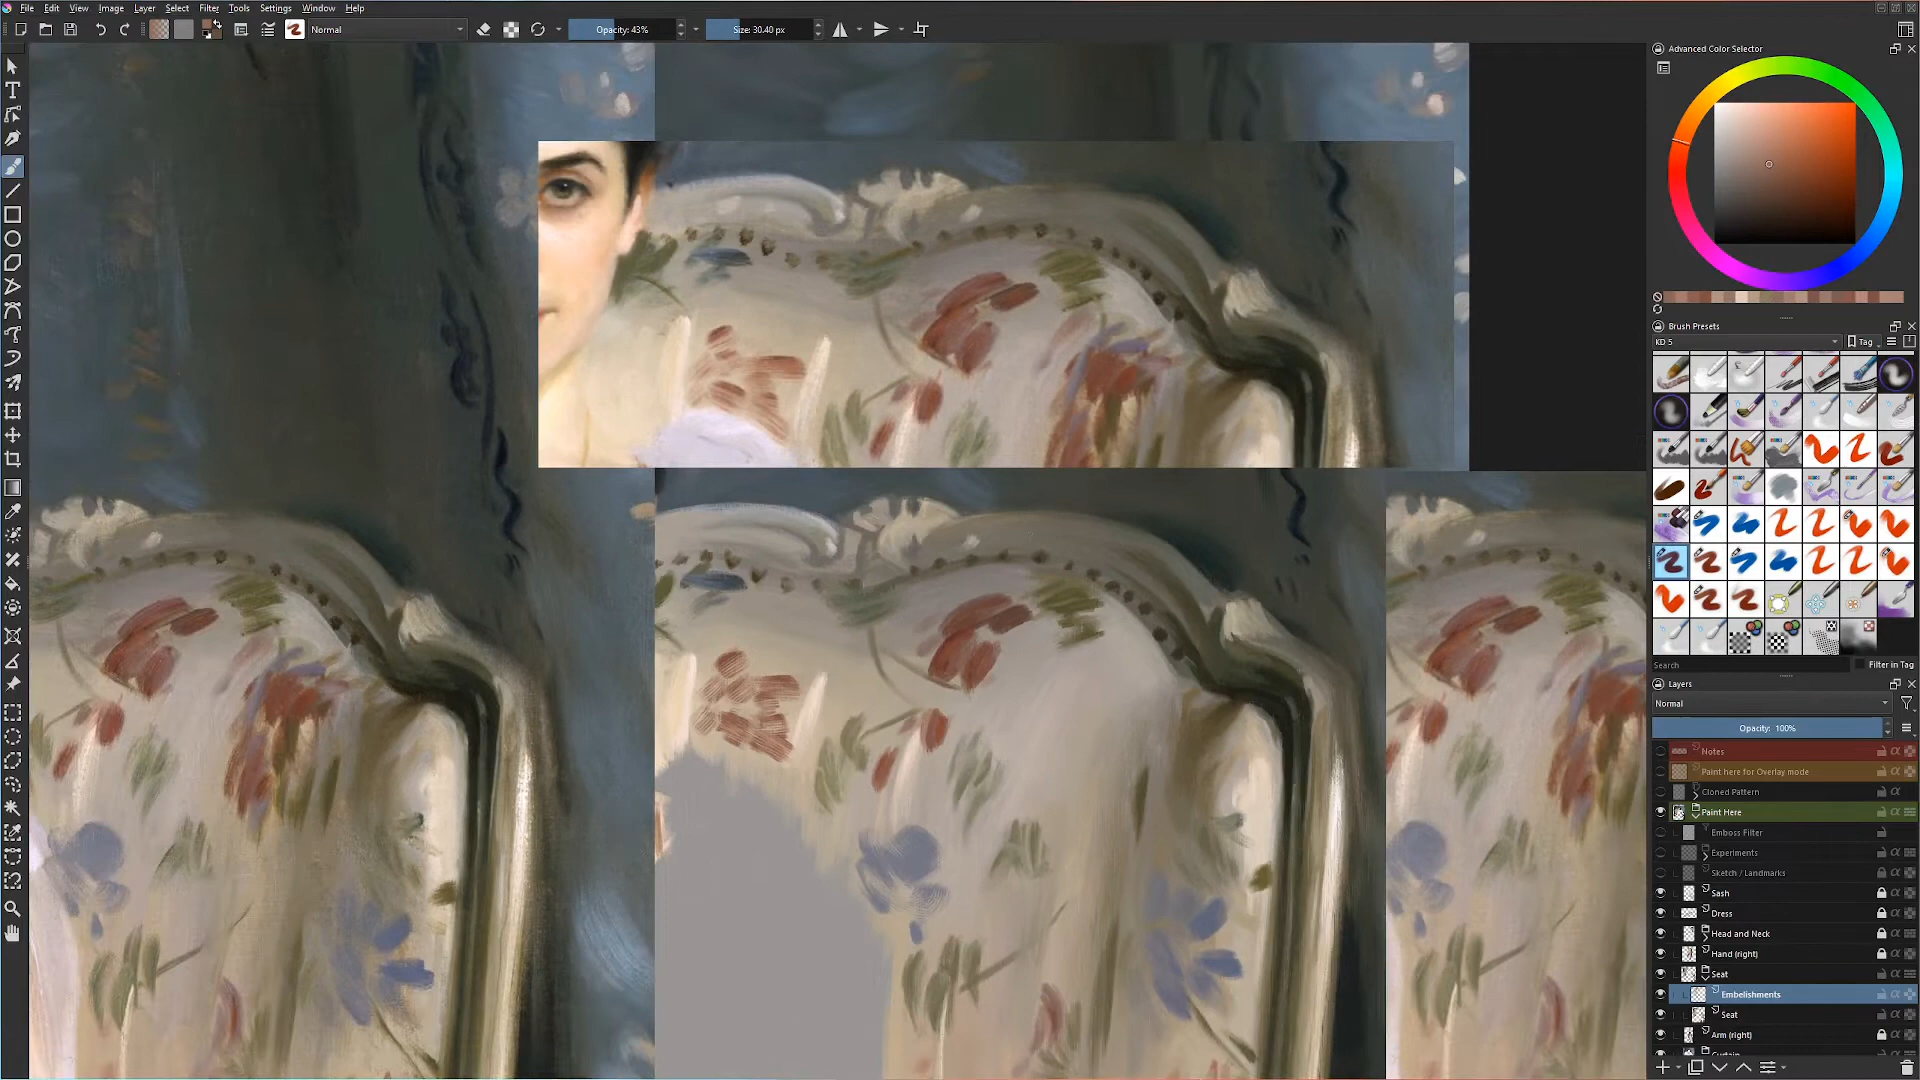 File Edit View Image Layer Select Filter Tools Settings Window Help
Normal
Opacity: 43%
Size: 30.40 px
Advanced Color Selector
Brush Presets
KD 5
Tag
Search
Filter in Tag
Layers
Normal
Opacity: 100%
Notes
Paint here for Overlay mode
Cloned Pattern
Paint Here
Emboss Filter
Experiments
Sketch / Landmarks
Sash
Dress
Head and Neck
Hand (right)
Seat
Embelishments
Seat
Arm (right)
Curtain